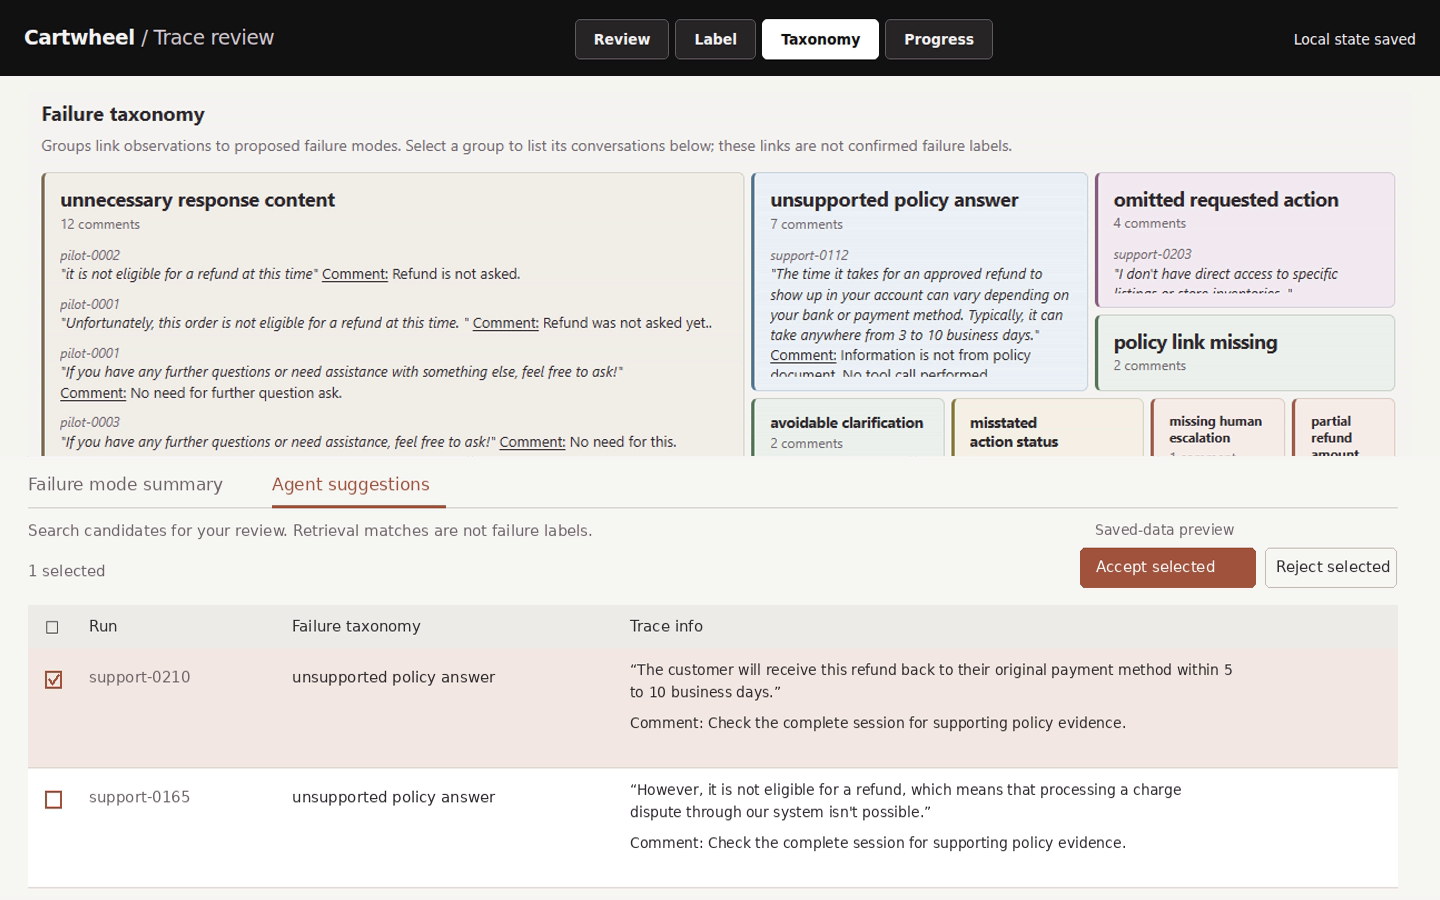 Cartwheel / Trace review
Review
Label
Taxonomy
Progress
Local state saved
Failure taxonomy
Groups link observations to proposed failure modes. Select a group to list its conversations below; these links are not confirmed failure labels.
unnecessary response content
12 comments
pilot-0002
"it is not eligible for a refund at this time" Comment: Refund is not asked.
pilot-0001
"Unfortunately, this order is not eligible for a refund at this time. " Comment: Refund was not asked yet..
pilot-0001
"If you have any further questions or need assistance with something else, feel free to ask!"
Comment: No need for further question ask.
pilot-0003
"If you have any further questions or need assistance, feel free to ask!" Comment: No need for this.
unsupported policy answer
7 comments
support-0112
"The time it takes for an approved refund to
show up in your account can vary depending on
your bank or payment method. Typically, it can
take anywhere from 3 to 10 business days."
Comment: Information is not from policy
document. No tool call performed
omitted requested action
4 comments
support-0203
"I don't have direct access to specific
listings or store inventories. "
policy link missing
2 comments
avoidable clarification
2 comments
misstated
action status
missing human
escalation
1 comment
partial
refund
amount
Failure mode summary
Agent suggestions
Search candidates for your review. Retrieval matches are not failure labels.
Saved-data preview
1 selected
Accept selected
Reject selected
Run
Failure taxonomy
Trace info
support-0210
unsupported policy answer
“The customer will receive this refund back to their original payment method within 5
to 10 business days.”
Comment: Check the complete session for supporting policy evidence.
support-0165
unsupported policy answer
“However, it is not eligible for a refund, which means that processing a charge
dispute through our system isn't possible.”
Comment: Check the complete session for supporting policy evidence.